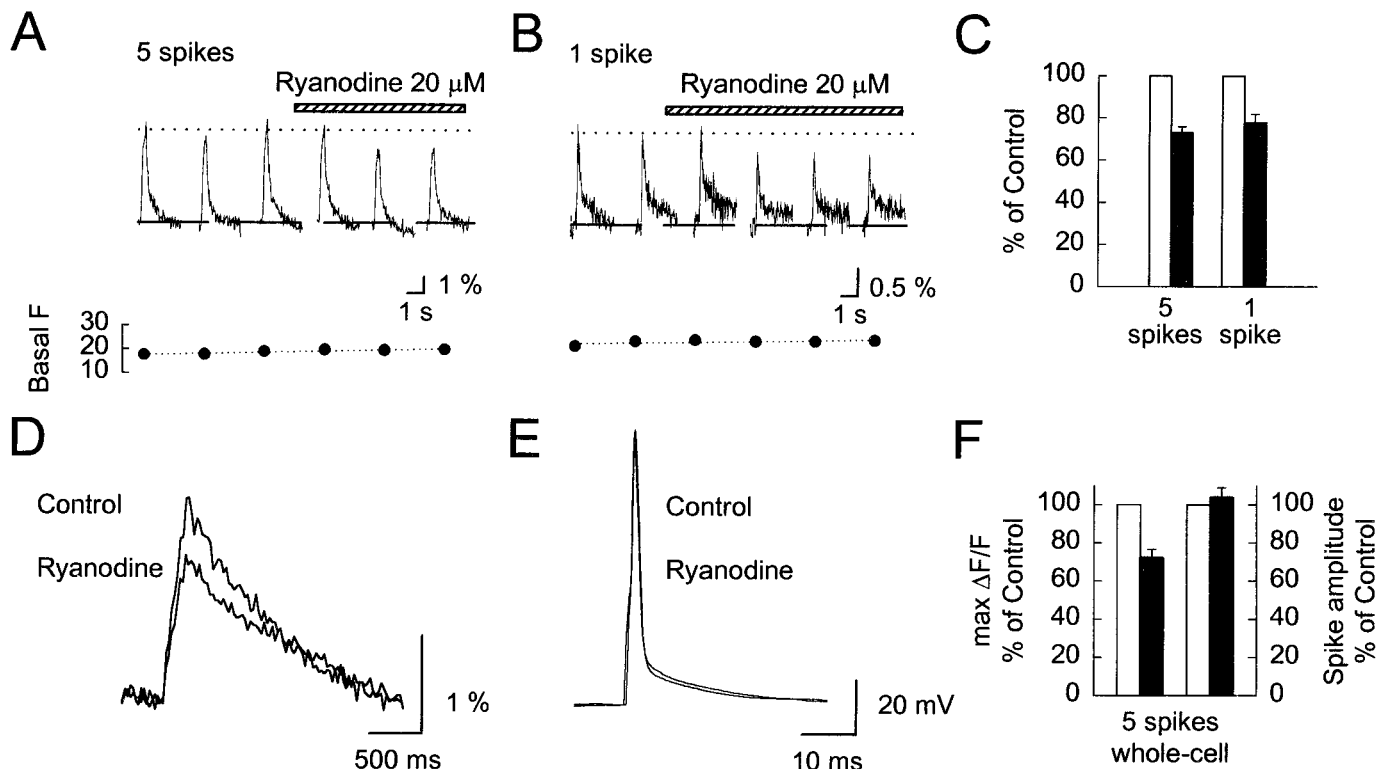 A
5 spikes
Ryanodine 20 μM
1 %
1 s
Basal F
30
20
10
B
1 spike
Ryanodine 20 μM
0.5 %
1 s
C
% of Control
100
80
60
40
20
0
5
spikes
1
spike
D
Control
Ryanodine
1 %
500 ms
E
Control
Ryanodine
20 mV
10 ms
F
max ΔF/F
% of Control
100
80
60
40
20
0
100
80
60
40
20
0
Spike amplitude
% of Control
5 spikes
whole-cell